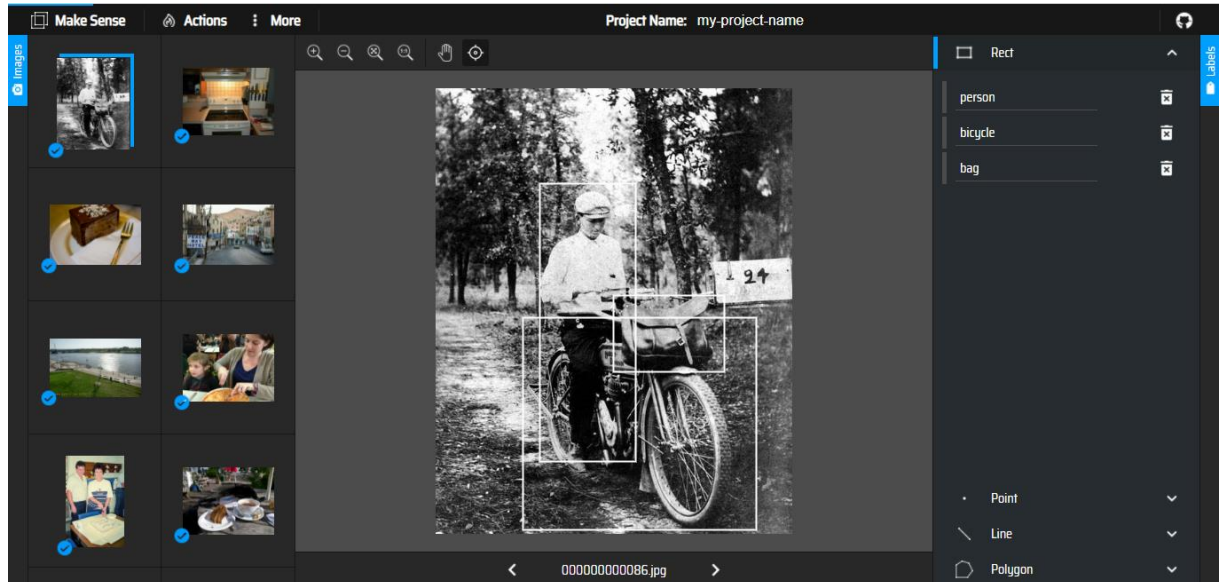 Make Sense Actions More Project Name: my-project-name
Images
Labels
Rect
person
bicycle
bag
24
Point
Line
Polygon
000000000086.jpg